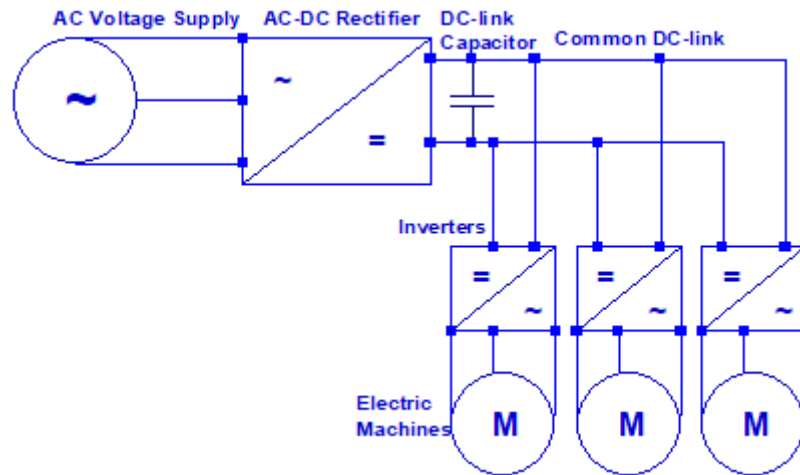 AC Voltage Supply
AC-DC Rectifier
DC-link
Capacitor
Common DC-link
~
~
=
Inverters
=
~
=
~
=
~
Electric
Machines
M
M
M